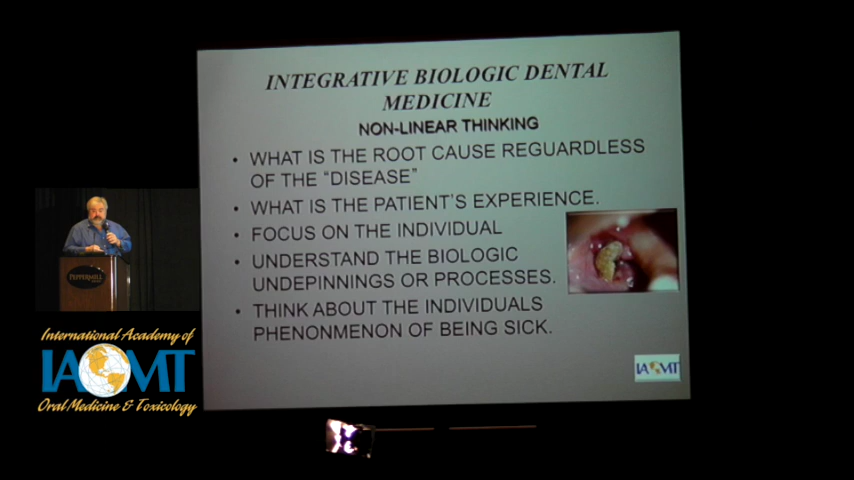 INTEGRATIVE BIOLOGIC DENTAL
MEDICINE
NON-LINEAR THINKING
• WHAT IS THE ROOT CAUSE REGUARDLESS
OF THE “DISEASE”
• WHAT IS THE PATIENT’S EXPERIENCE.
• FOCUS ON THE INDIVIDUAL
• UNDERSTAND THE BIOLOGIC
UNDEPINNINGS OR PROCESSES.
• THINK ABOUT THE INDIVIDUALS
PHENONMENON OF BEING SICK.
IAOMT
PEPPERMILL
International Academy of
IAOMT
Oral Medicine & Toxicology